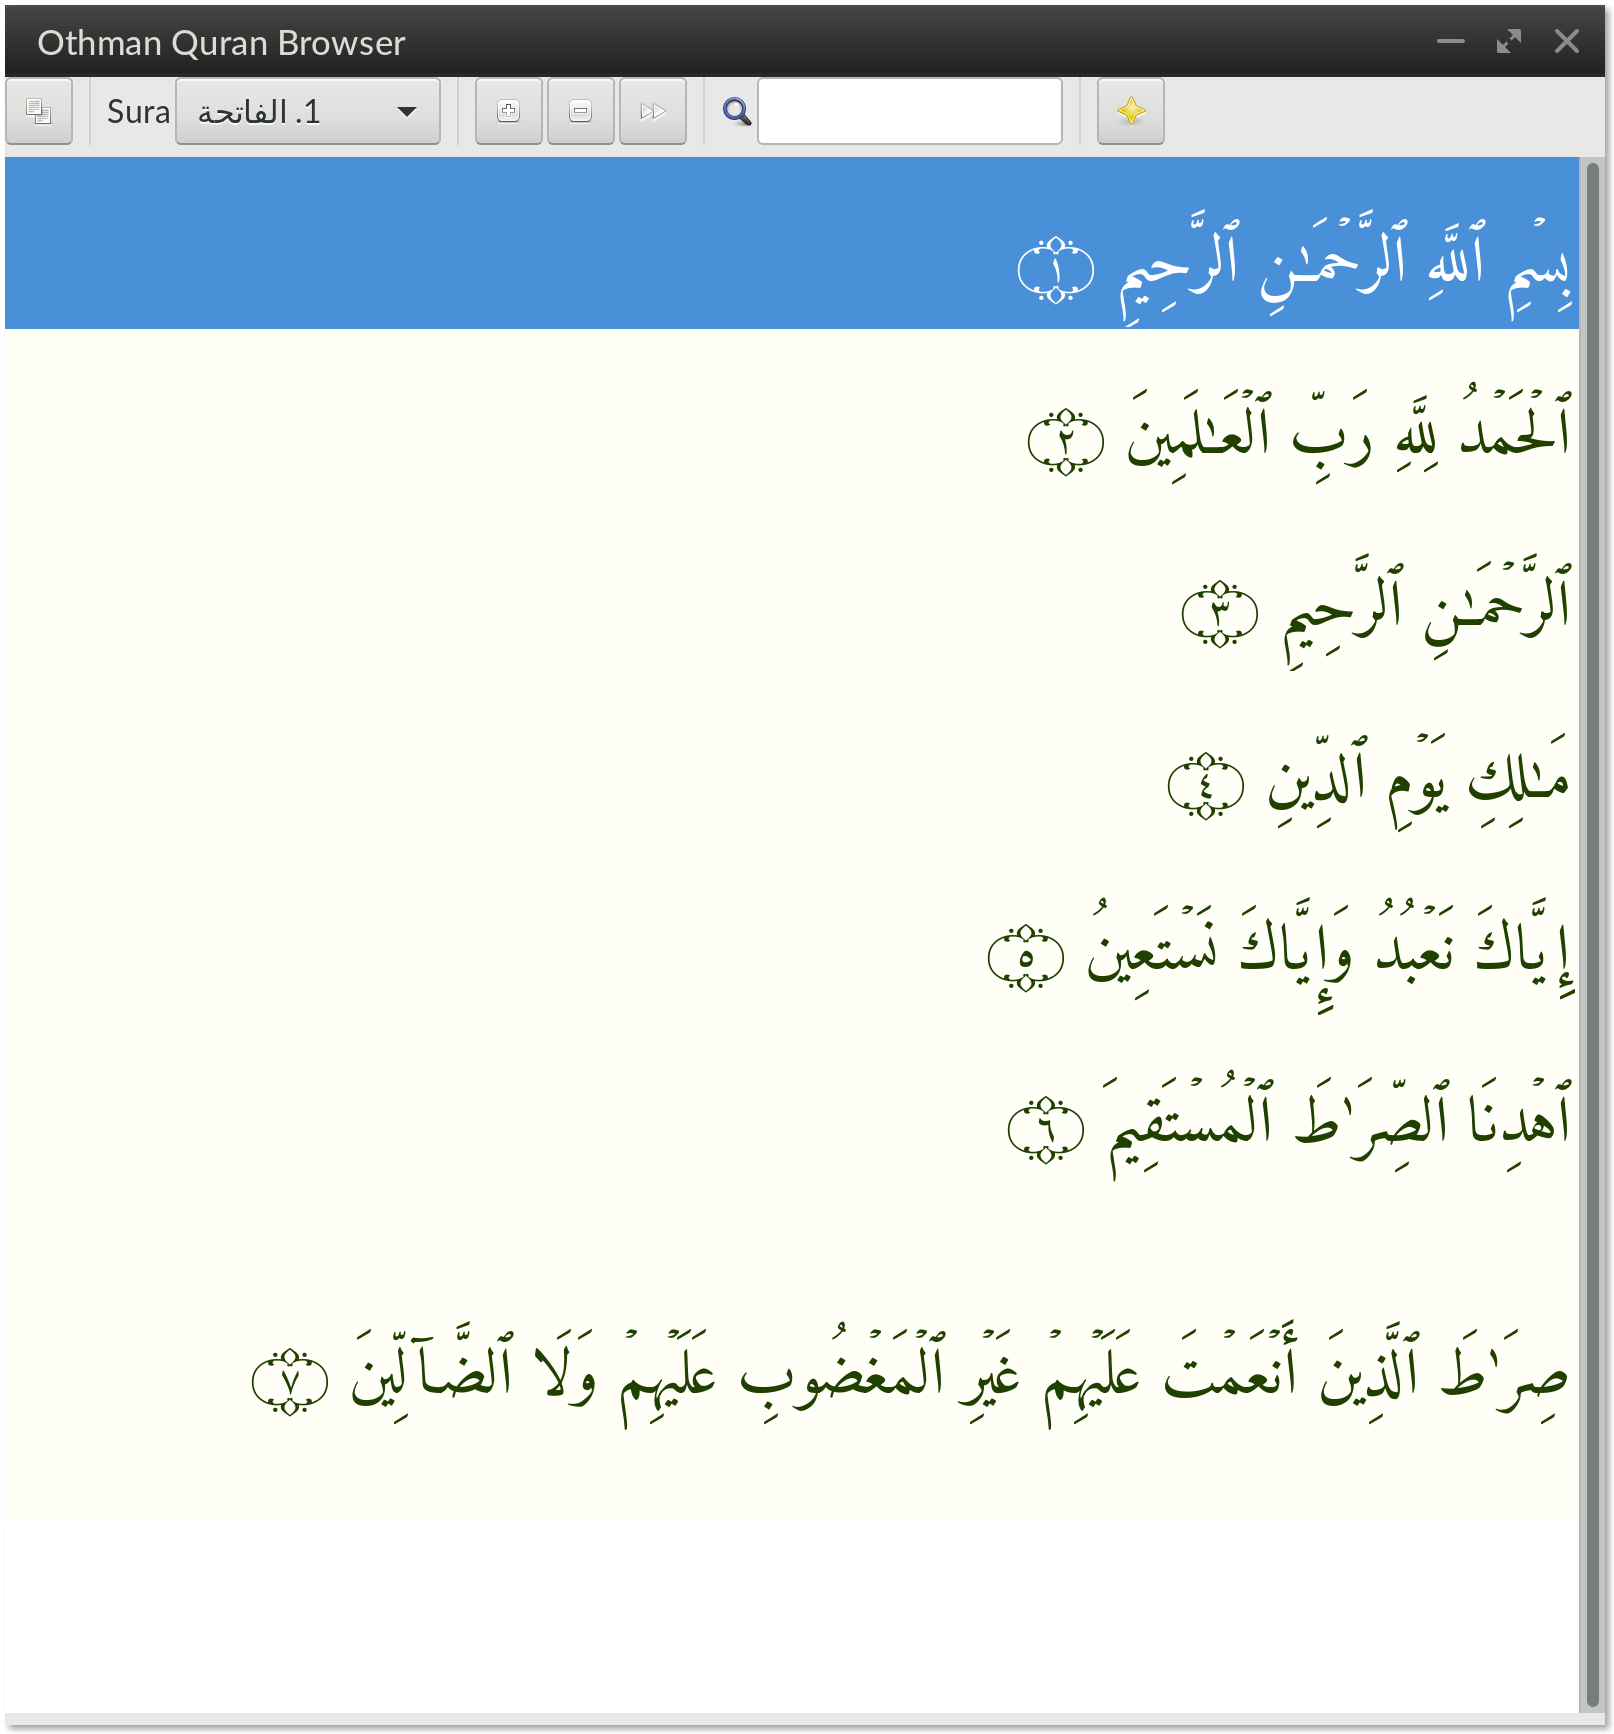 Othman Quran Browser
Sura 1. الفاتحة
بِسۡمِ ٱللَّهِ ٱلرَّحۡمَـٰنِ ٱلرَّحِيمِ ١
ٱلۡحَمۡدُ لِلَّهِ رَبِّ ٱلۡعَـٰلَمِينَ ٢
ٱلرَّحۡمَـٰنِ ٱلرَّحِيمِ ٣
مَـٰلِكِ يَوۡمِ ٱلدِّينِ ٤
إِيَّاكَ نَعۡبُدُ وَإِيَّاكَ نَسۡتَعِينُ ٥
ٱهۡدِنَا ٱلصِّرَٰطَ ٱلۡمُسۡتَقِيمَ ٦
صِرَٰطَ ٱلَّذِينَ أَنۡعَمۡتَ عَلَيۡهِمۡ غَيۡرِ ٱلۡمَغۡضُوبِ عَلَيۡهِمۡ وَلَا ٱلضَّآلِّينَ ٧